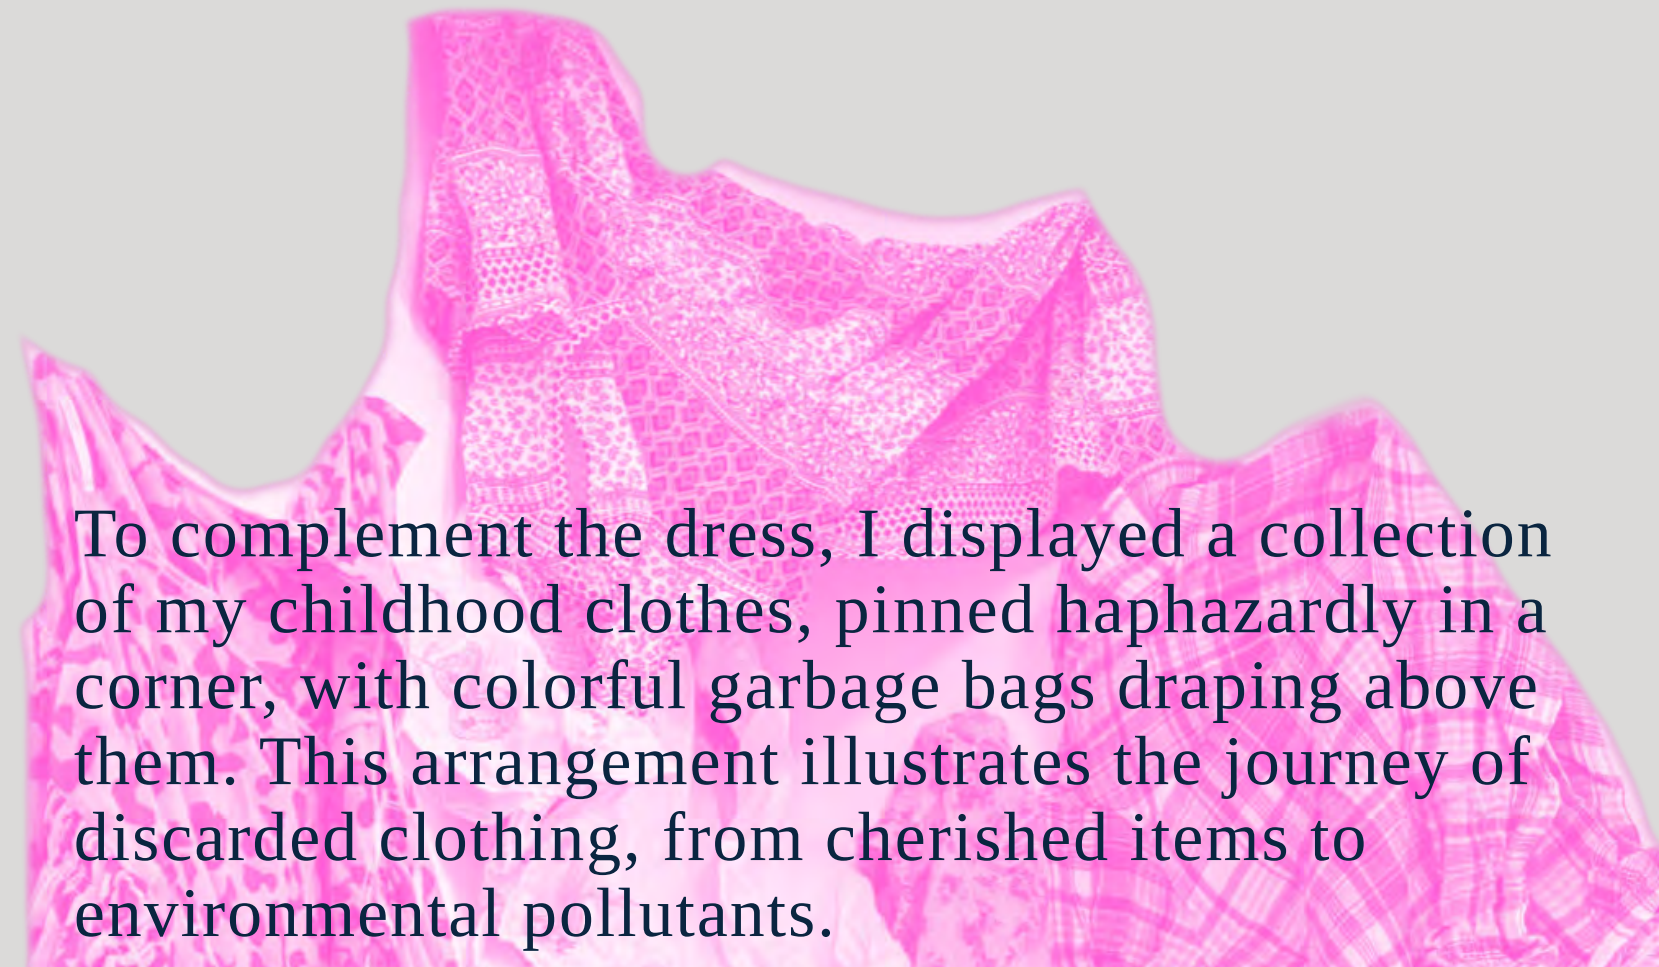 To complement the dress, I displayed a collection
of my childhood clothes, pinned haphazardly in a
corner, with colorful garbage bags draping above
them. This arrangement illustrates the journey of
discarded clothing, from cherished items to
environmental pollutants.